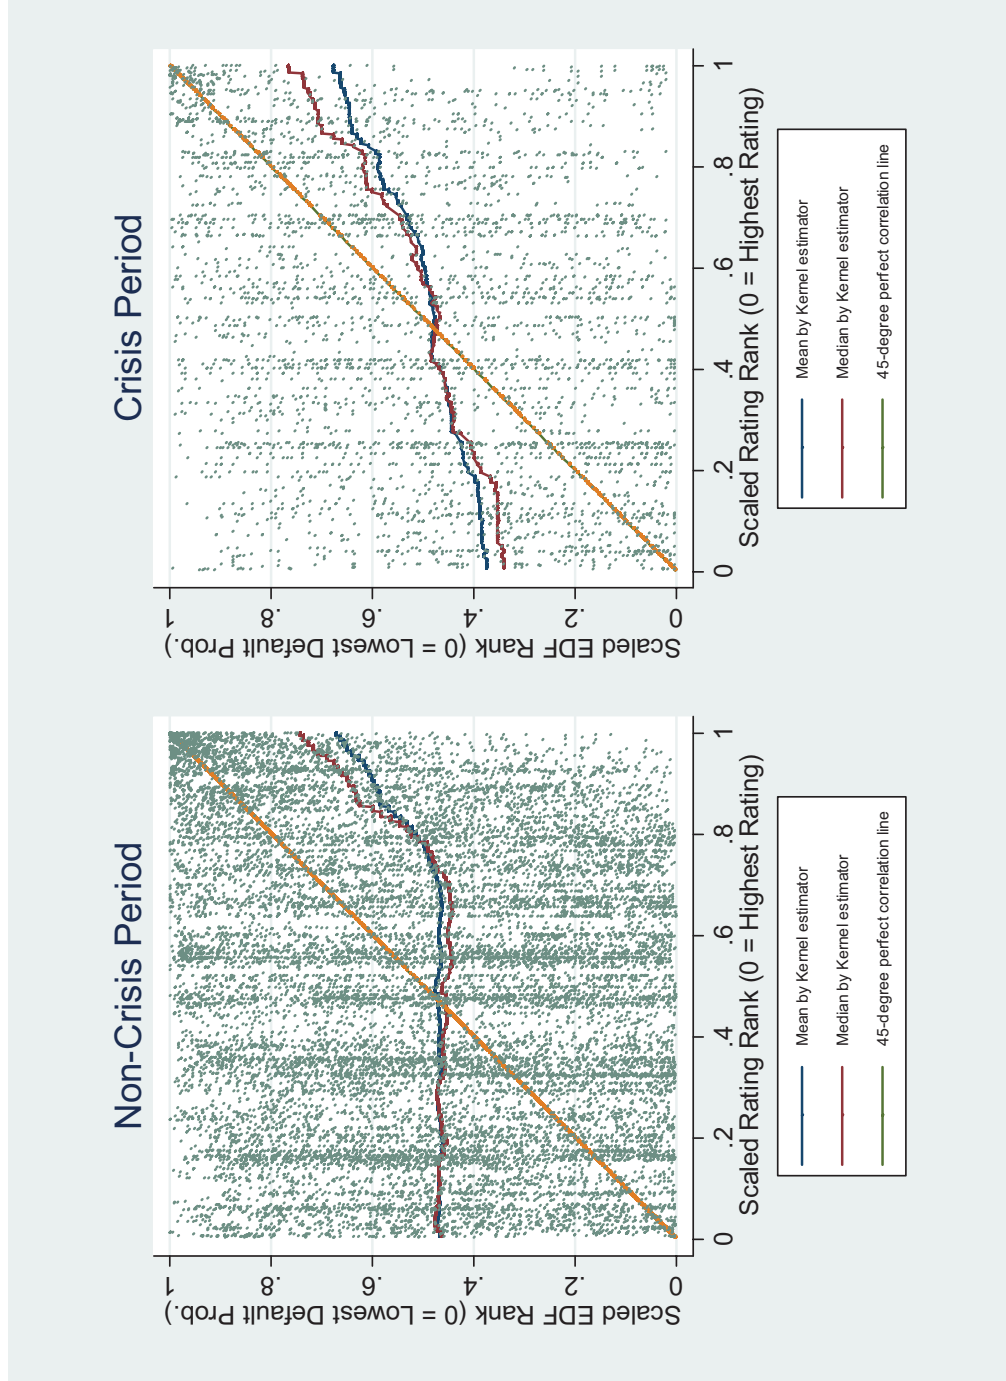 Non-Crisis Period
Scaled EDF Rank (0 = Lowest Default Prob.)
1
.8
.6
.4
.2
0
0
.2
.4
.6
.8
1
Scaled Rating Rank (0 = Highest Rating)
Mean by Kernel estimator
Median by Kernel estimator
45-degree perfect correlation line
Crisis Period
Scaled EDF Rank (0 = Lowest Default Prob.)
1
.8
.6
.4
.2
0
0
.2
.4
.6
.8
1
Scaled Rating Rank (0 = Highest Rating)
Mean by Kernel estimator
Median by Kernel estimator
45-degree perfect correlation line